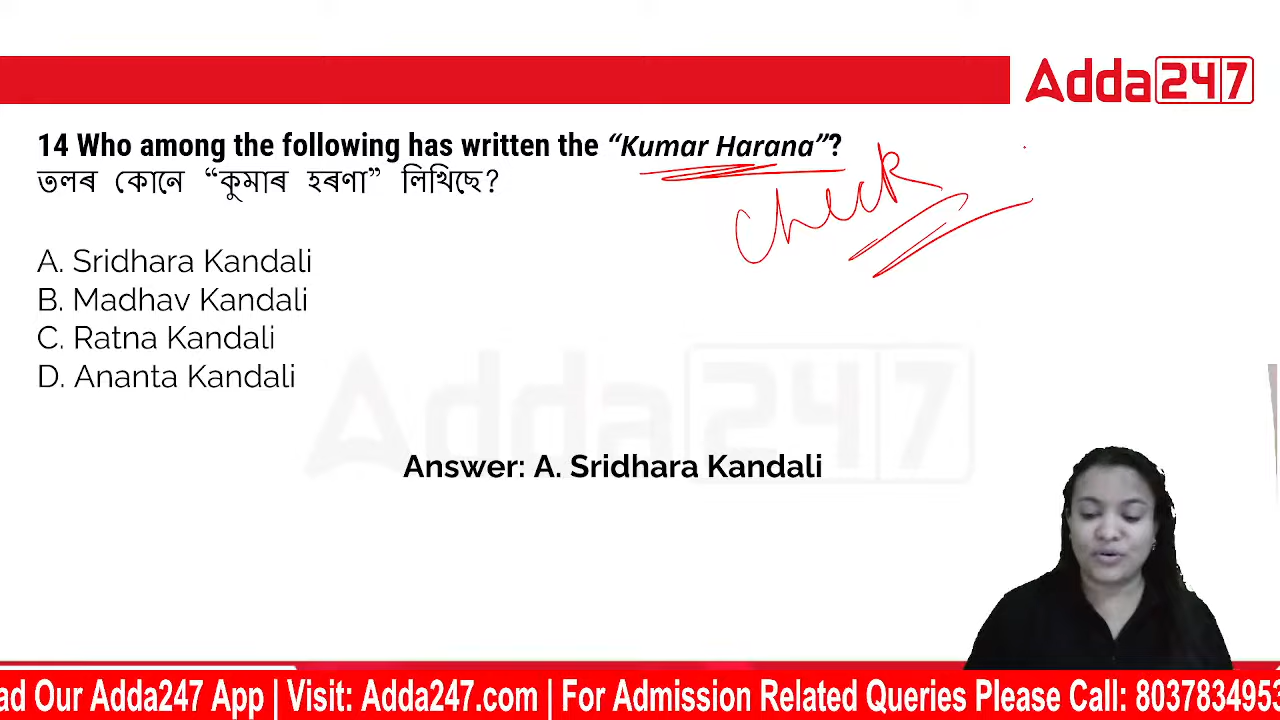 Adda247
14 Who among the following has written the “Kumar Harana”?
তলৰ কোনে “কুমাৰ হৰণা” লিখিছে?
check
A. Sridhara Kandali
B. Madhav Kandali
C. Ratna Kandali
D. Ananta Kandali
Adda247
Answer: A. Sridhara Kandali
ad Our Adda247 App | Visit: Adda247.com | For Admission Related Queries Please Call: 8037834953